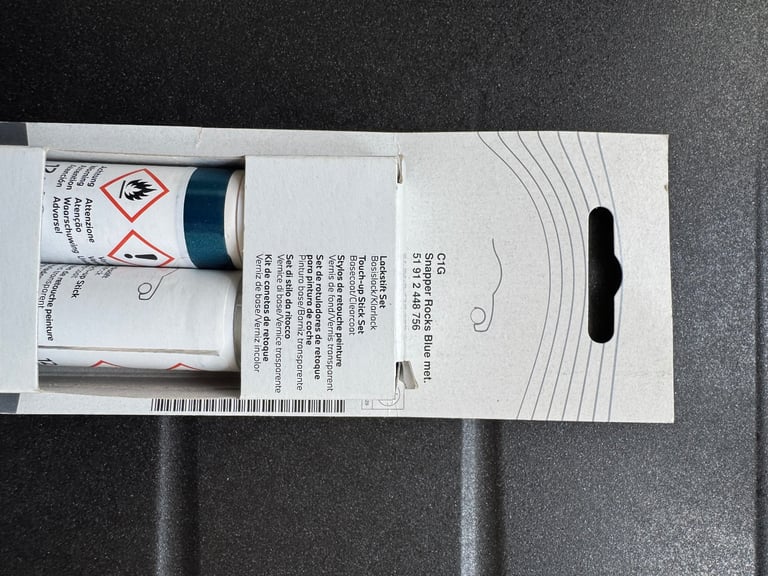 C1G
Snapper Rocks Blue met.
51 91 2 448 756
Lackstift Set
Basislack/Klarlack
Touch-up Stick Set
Basecoat/Clearcoat
Stylos de retouche peinture
Vernis de fond/Vernis transparent
Set de rotuladores de retoque
para pintura de coche
Pintura base/Barniz transparente
Set di stilo da ritocco
Vernice di base/Vernice trasparente
Kit de canetas de retoque
Verniz de base/Verniz incolor
Attenzione
Atenção
Waarschuwing
Advarsel